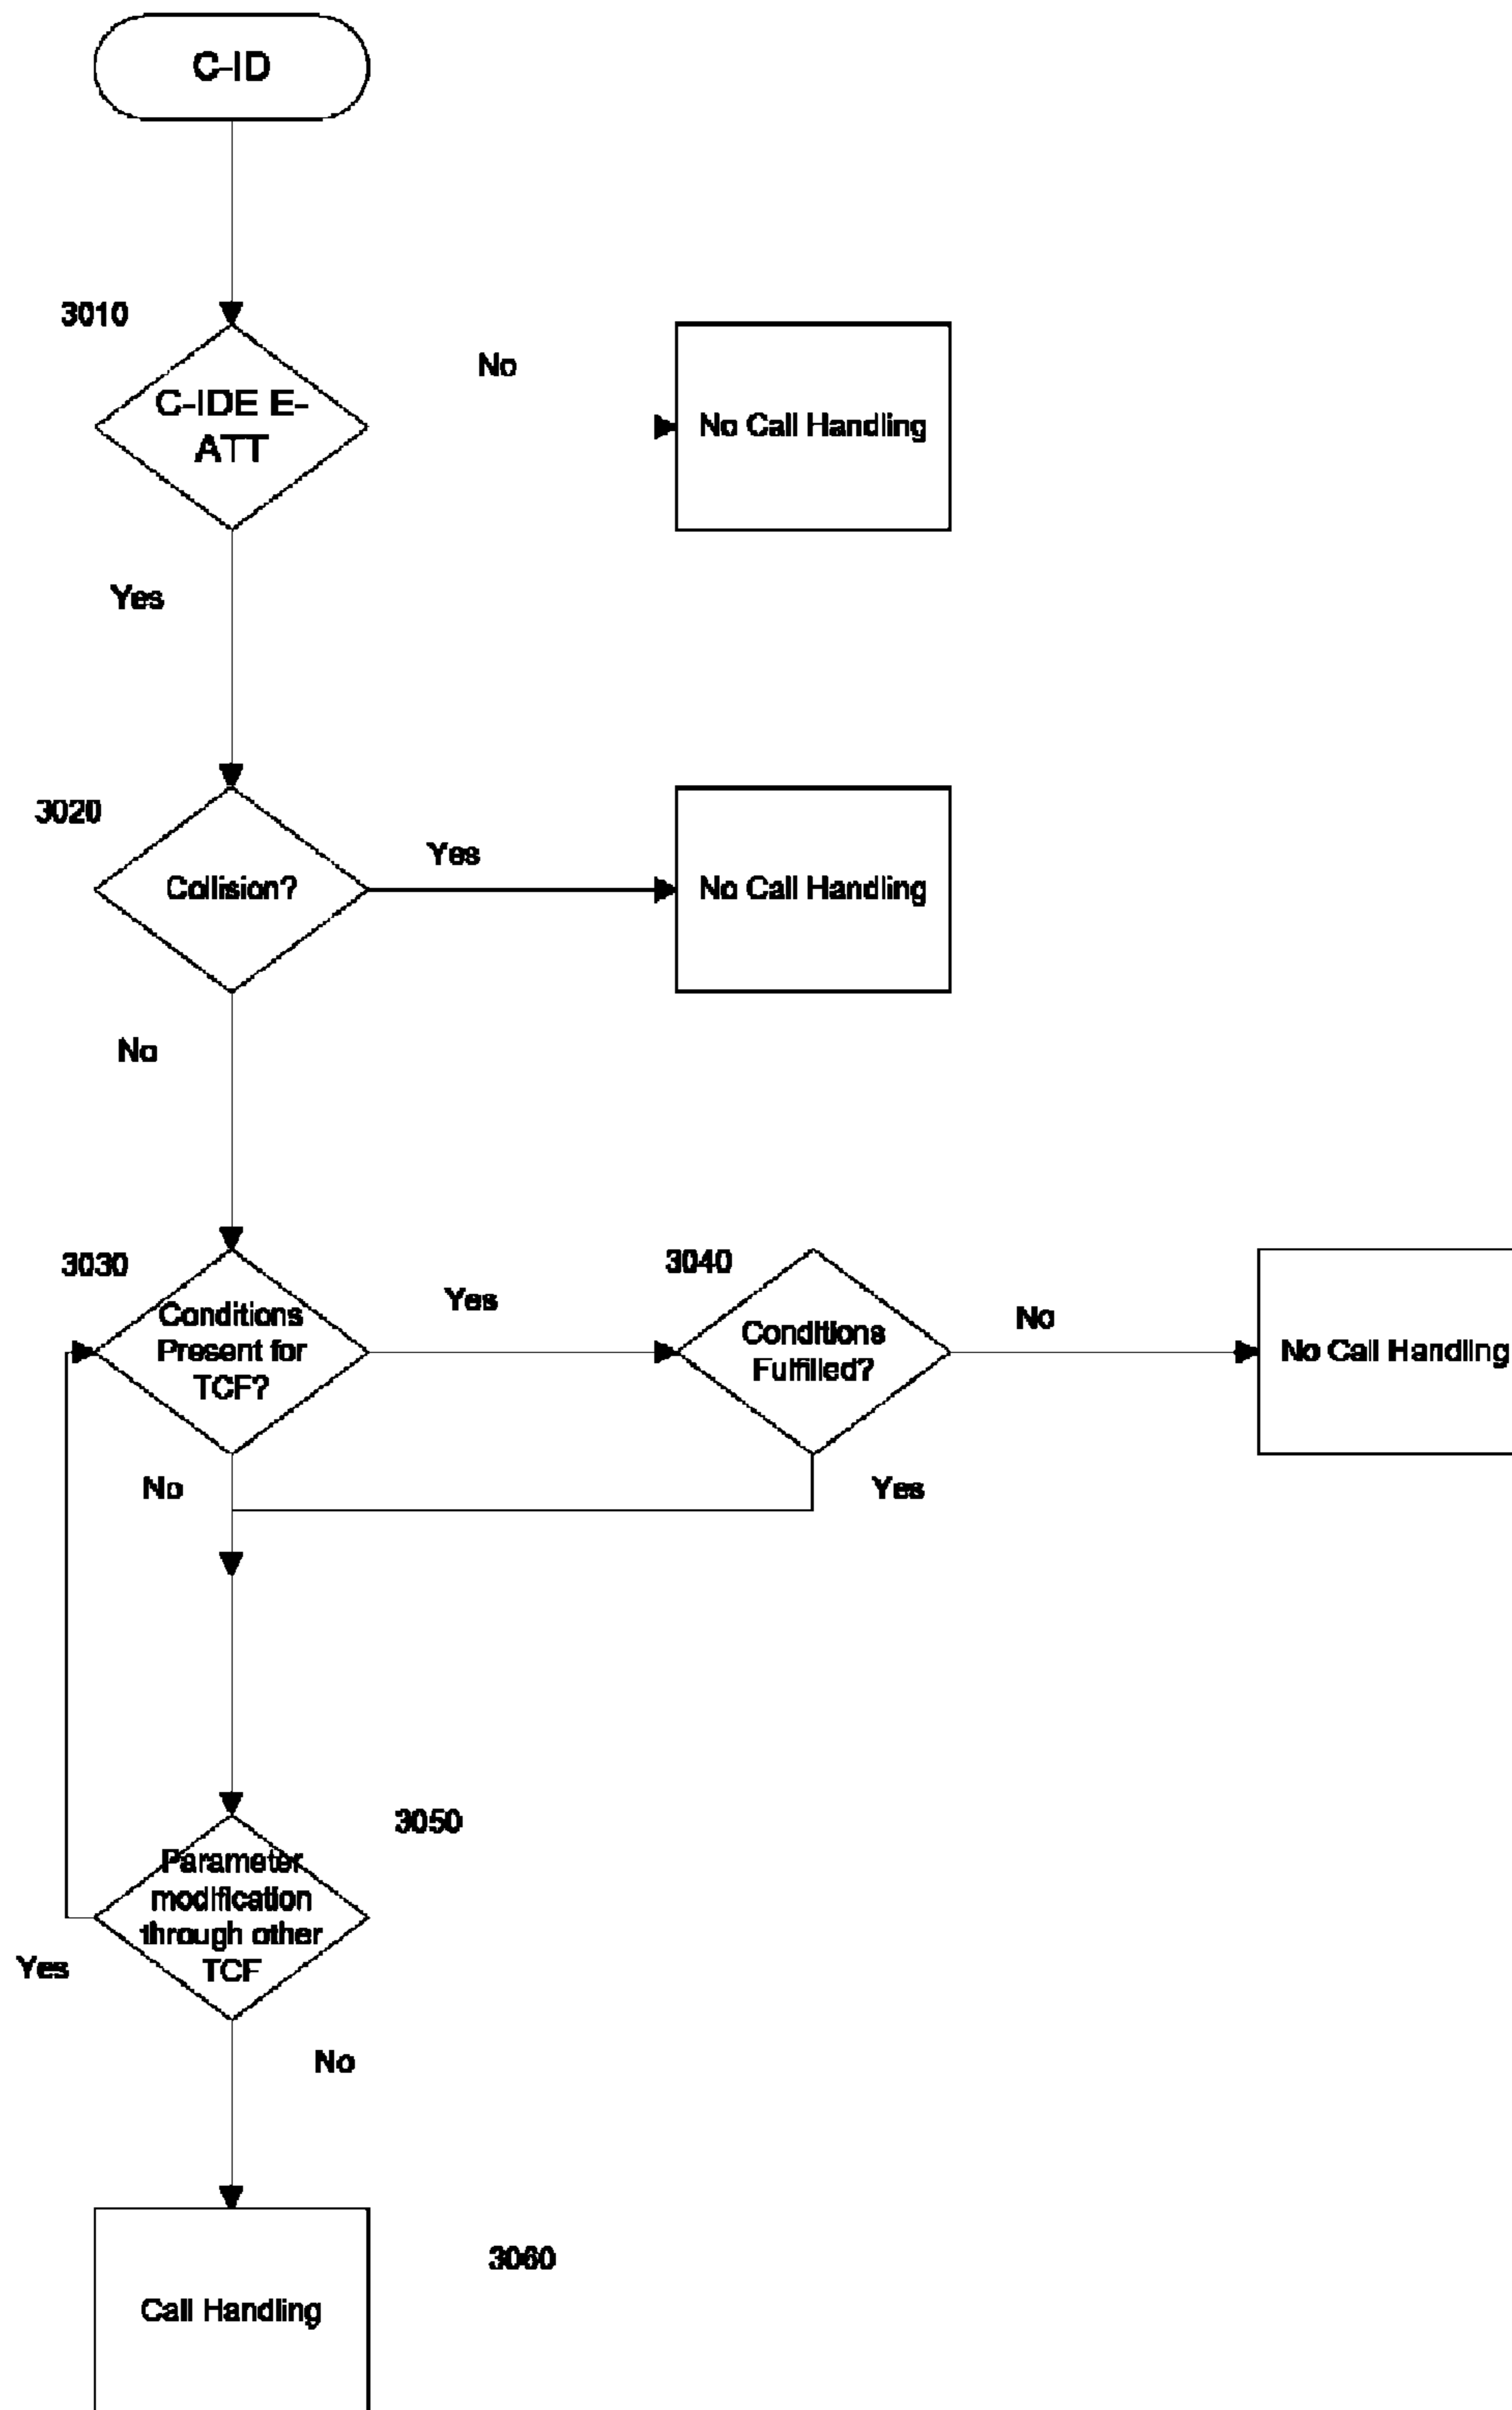 C-ID
3010
C-IDE E-
ATT
No
No Call Handling
Yes
3020
Collision?
Yes
No Call Handling
No
3030
Conditions
Present for
TCF?
Yes
3040
Conditions
Fulfilled?
No
No Call Handling
No
Yes
3050
Parameter
modification
through other
TCF
Yes
No
3060
Call Handling